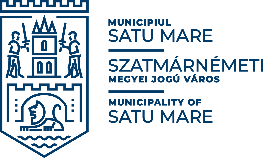 MUNICIPIUL
SATU MARE
SZATMÁRNÉMETI
MEGYEI JOGÚ VÁROS
MUNICIPALITY OF
SATU MARE